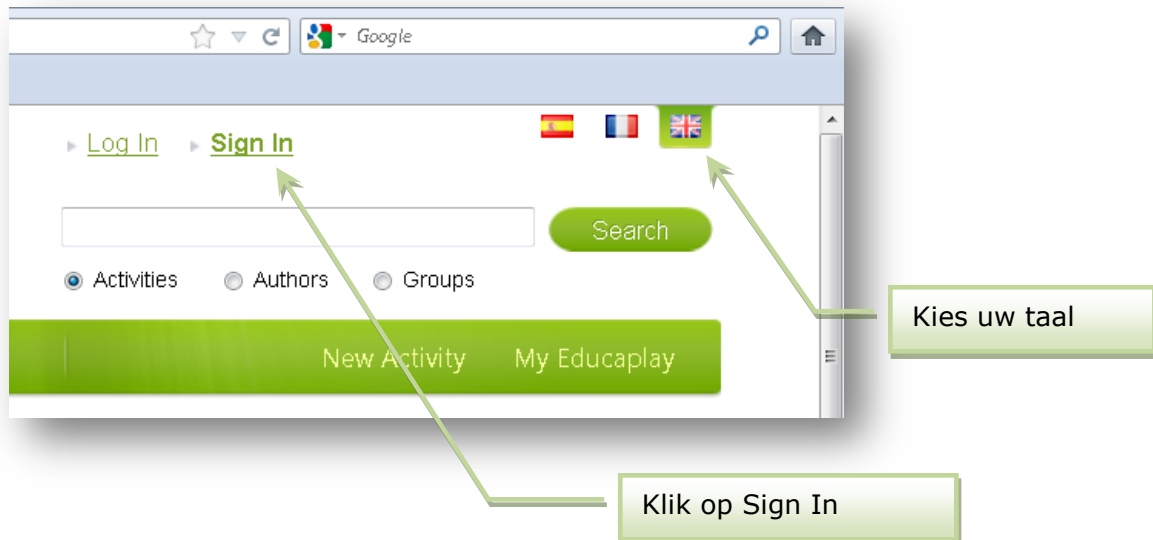 Google
Log In Sign In
Search
Activities Authors Groups
Kies uw taal
New Activity My Educaplay
Klik op Sign In